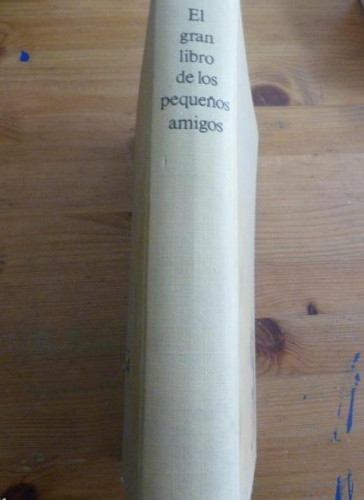 El
gran
libro
de los
pequeños
amigos